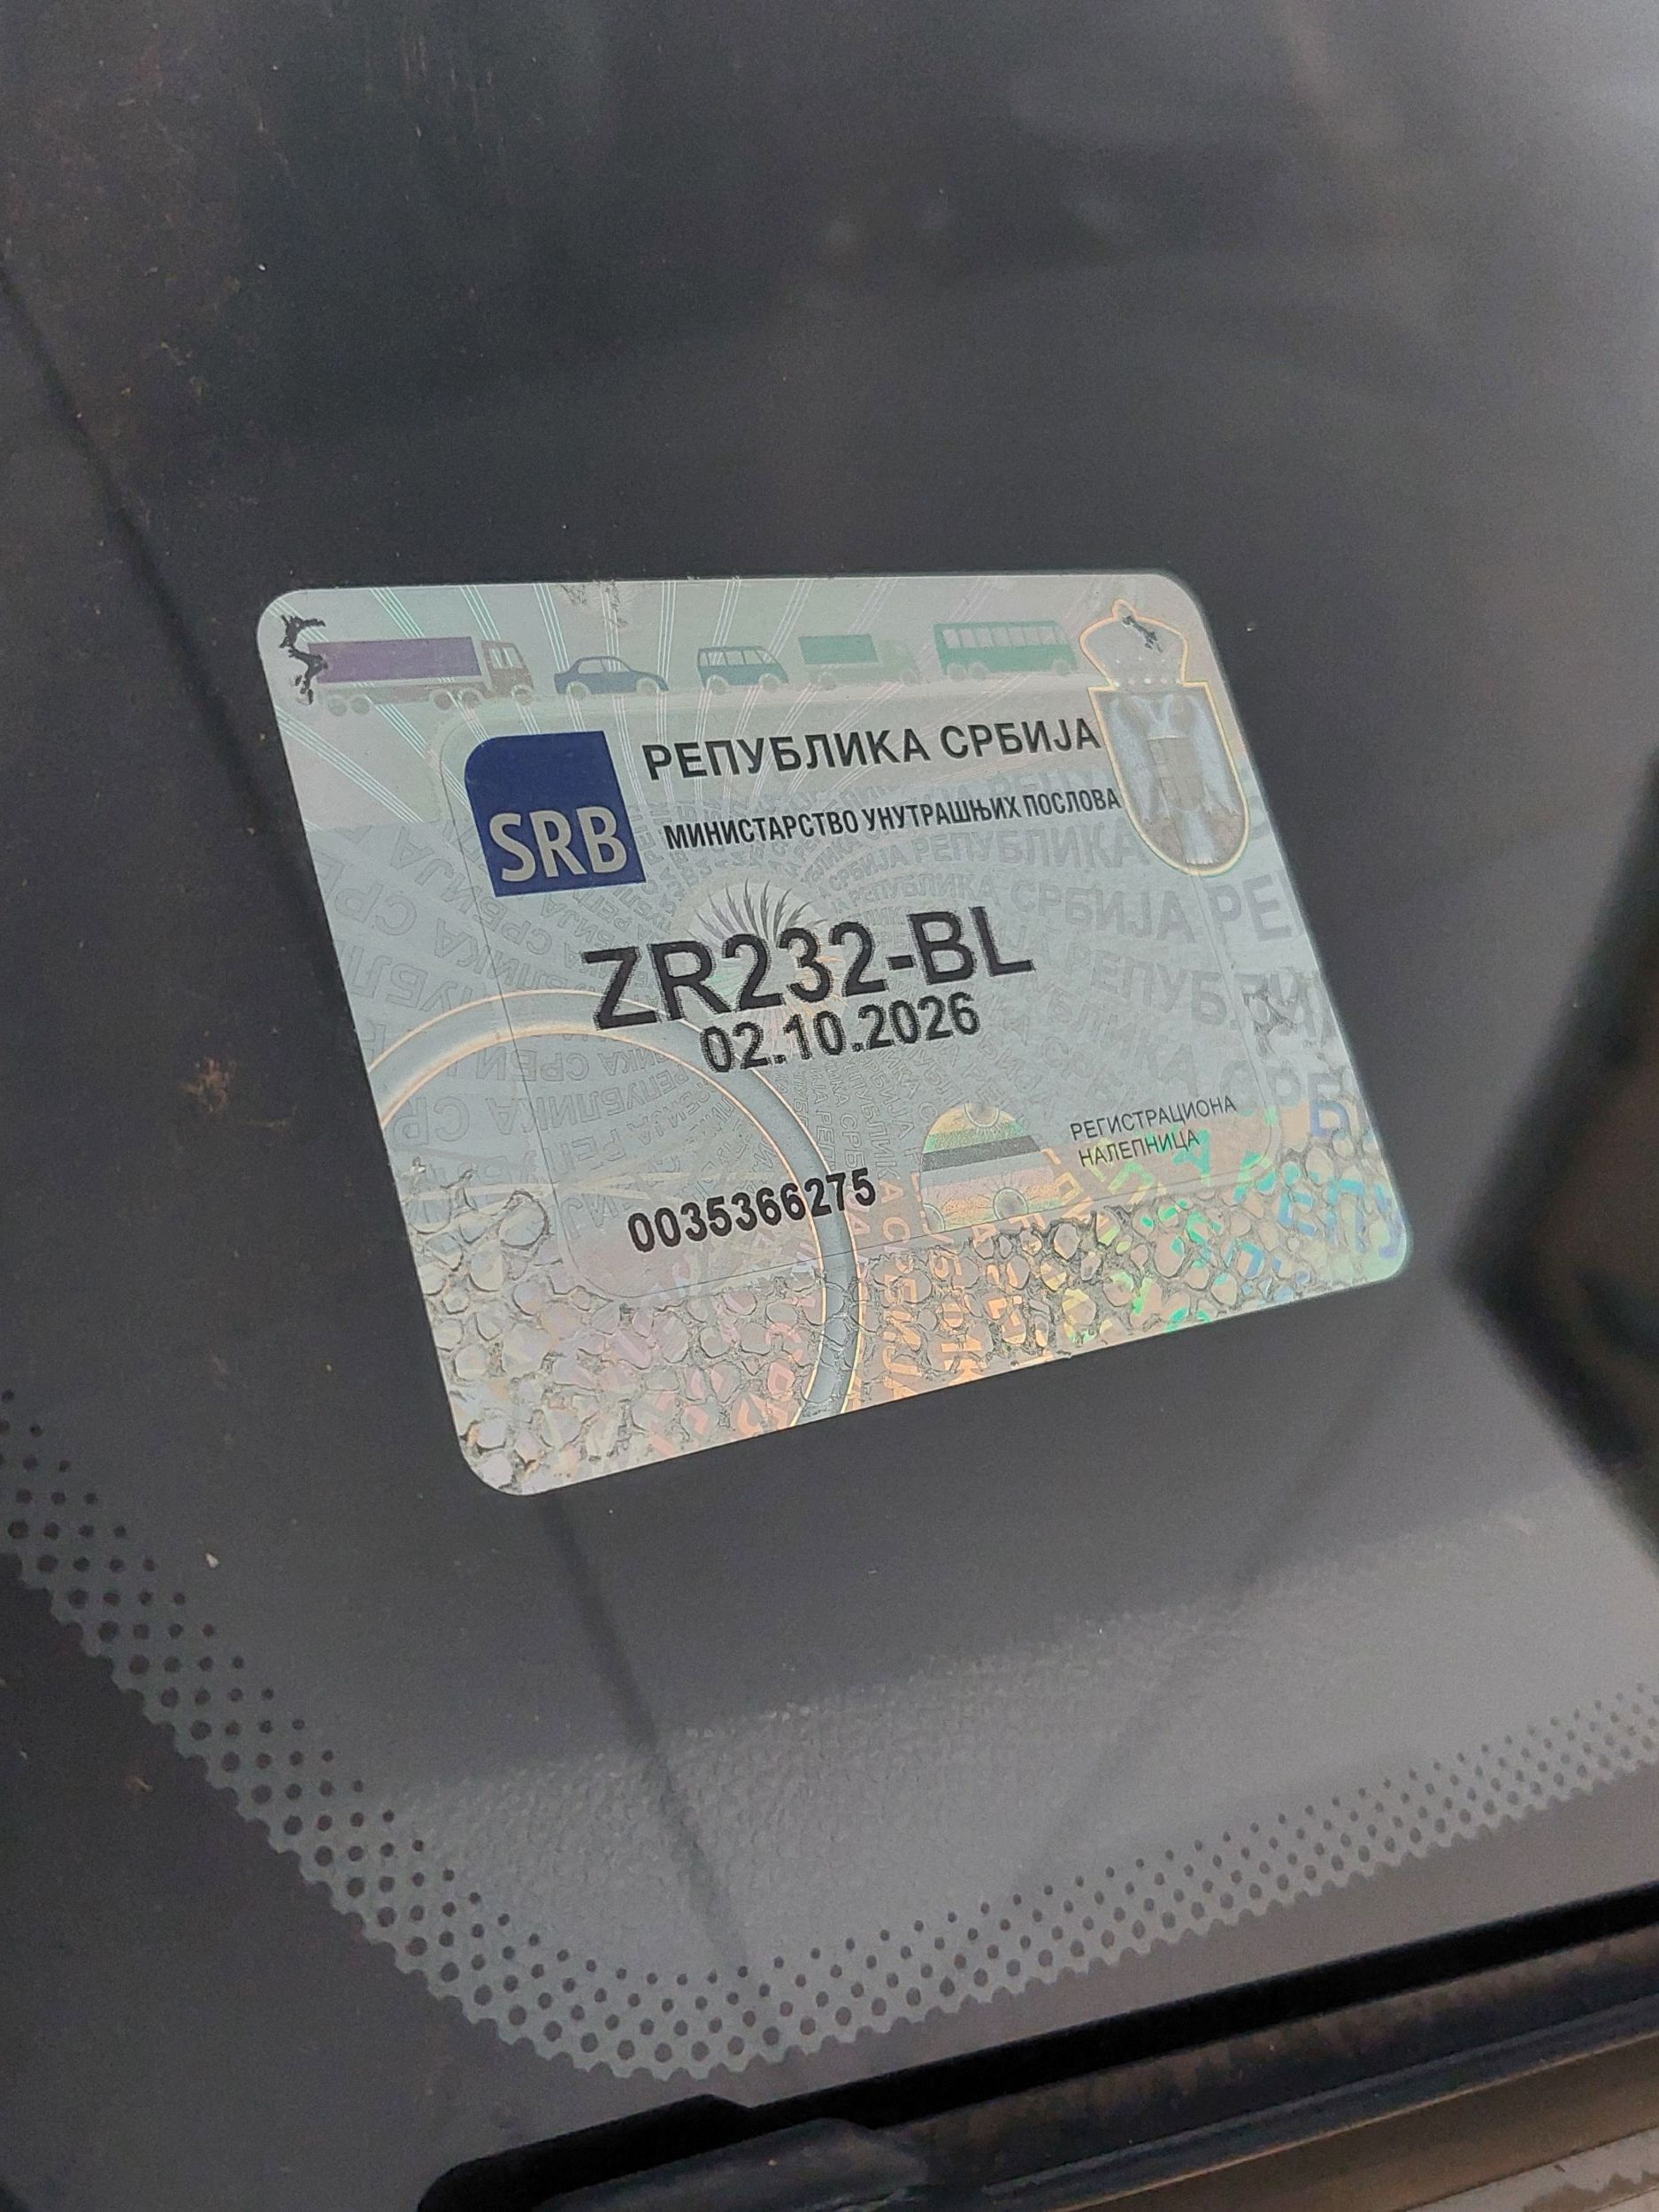 РЕПУБЛИКА СРБИЈА
SRB
МИНИСТАРСТВО УНУТРАШЊИХ ПОСЛОВА
ZR232-BL
02.10.2026
РЕГИСТРАЦИОНА
НАЛЕПНИЦА
0035366275